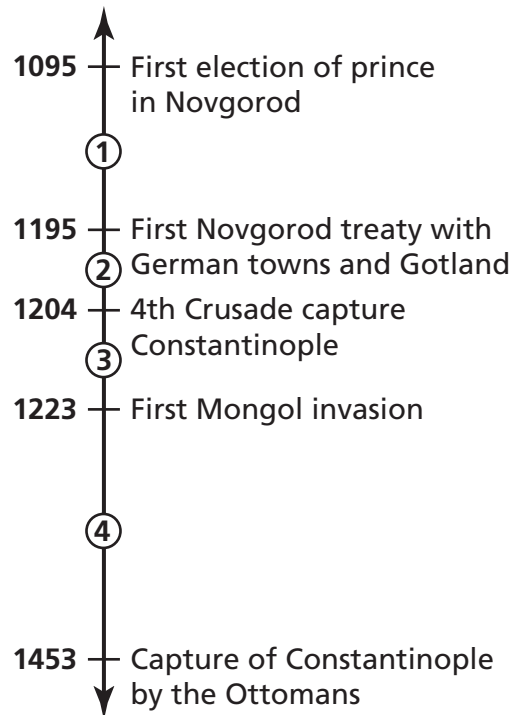 1095 First election of prince
in Novgorod
1
1195 First Novgorod treaty with
2 German towns and Gotland
1204 4th Crusade capture
3 Constantinople
1223 First Mongol invasion
4
1453 Capture of Constantinople
by the Ottomans